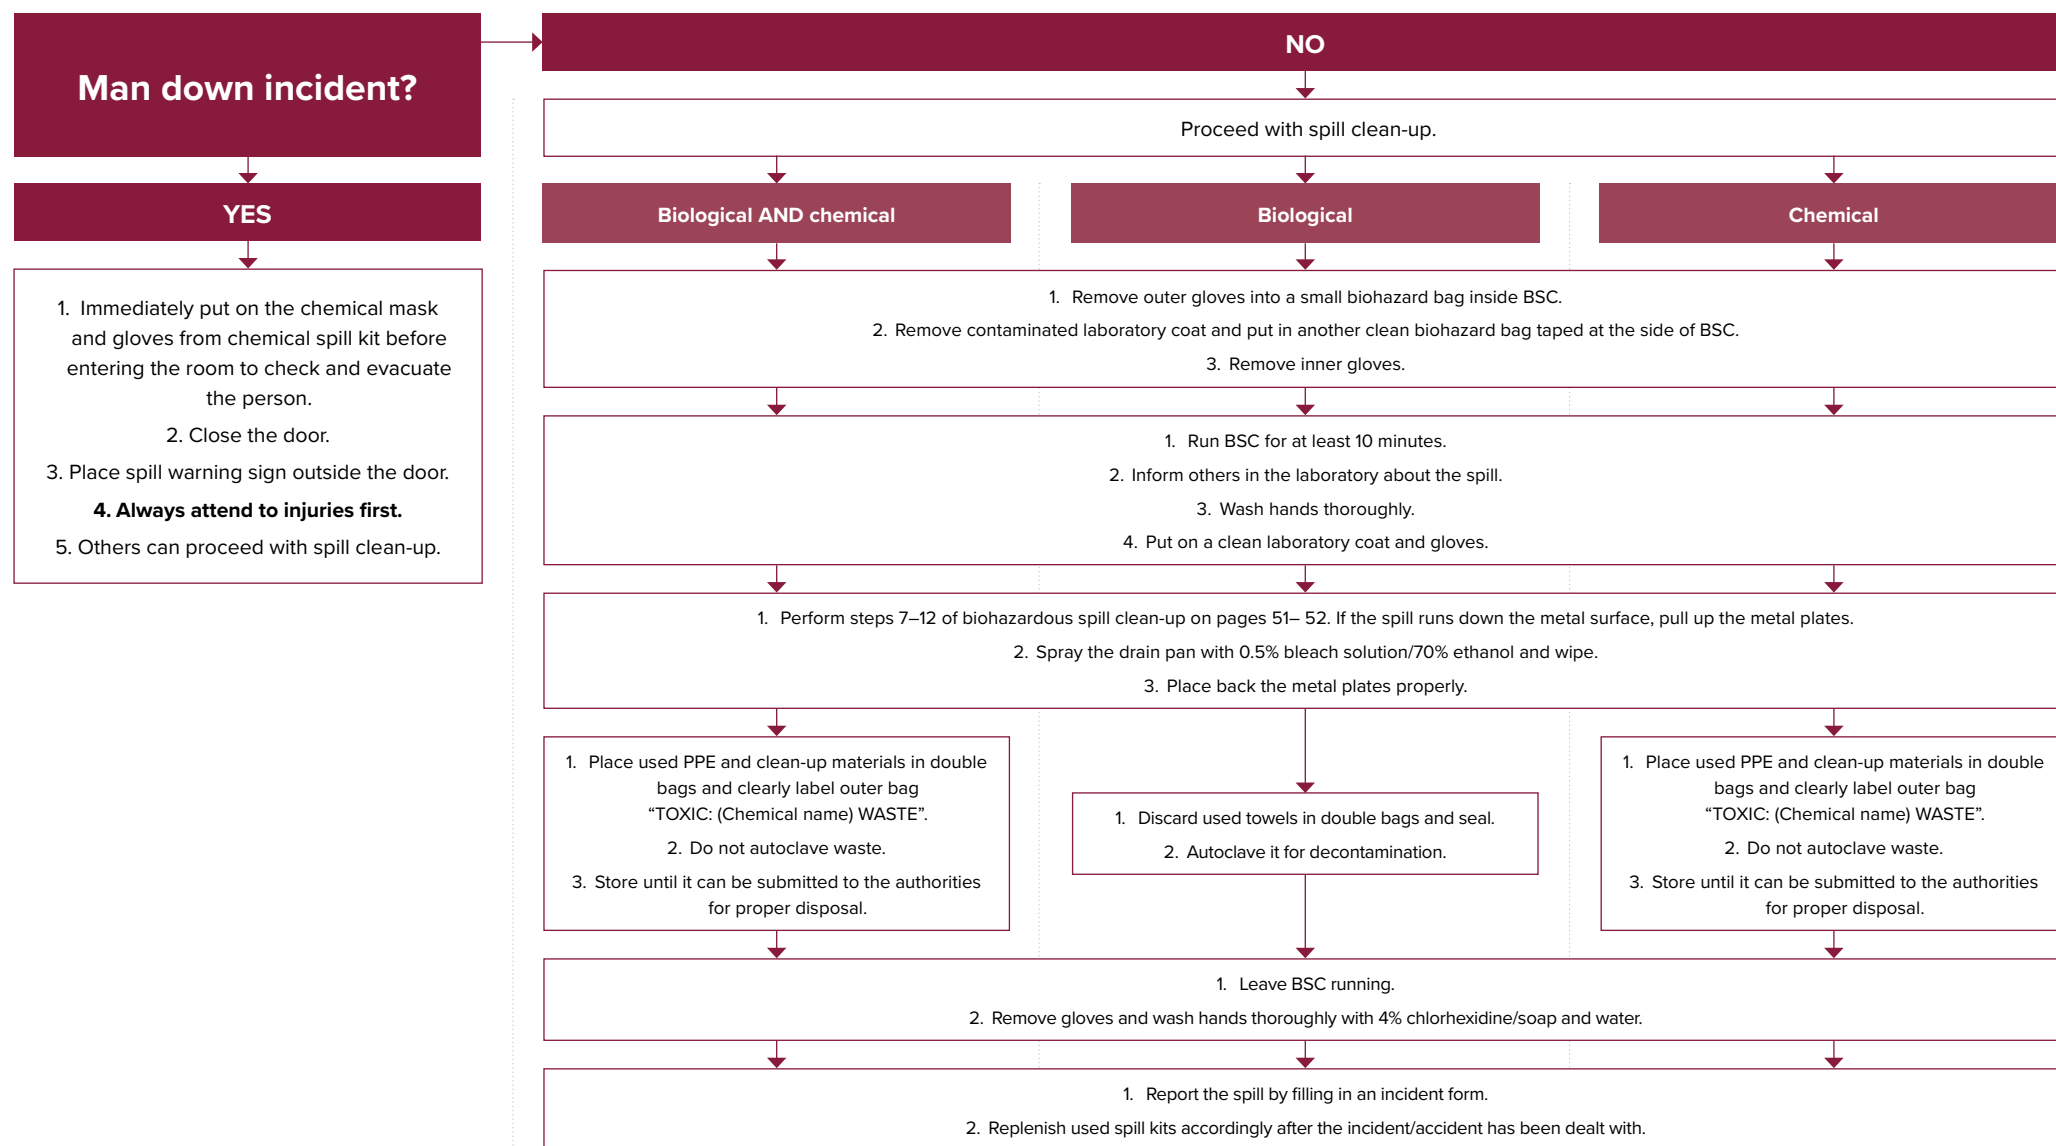 Man down incident?
NO
Proceed with spill clean-up.
YES
1. Immediately put on the chemical mask
and gloves from chemical spill kit before
entering the room to check and evacuate
the person.
2. Close the door.
3. Place spill warning sign outside the door.
4. Always attend to injuries first.
5. Others can proceed with spill clean-up.
Biological AND chemical
Biological
Chemical
1. Remove outer gloves into a small biohazard bag inside BSC.
2. Remove contaminated laboratory coat and put in another clean biohazard bag taped at the side of BSC.
3. Remove inner gloves.
1. Run BSC for at least 10 minutes.
2. Inform others in the laboratory about the spill.
3. Wash hands thoroughly.
4. Put on a clean laboratory coat and gloves.
1. Perform steps 7–12 of biohazardous spill clean-up on pages 51– 52. If the spill runs down the metal surface, pull up the metal plates.
2. Spray the drain pan with 0.5% bleach solution/70% ethanol and wipe.
3. Place back the metal plates properly.
1. Place used PPE and clean-up materials in double
bags and clearly label outer bag
“TOXIC: (Chemical name) WASTE”.
2. Do not autoclave waste.
3. Store until it can be submitted to the authorities
for proper disposal.
1. Discard used towels in double bags and seal.
2. Autoclave it for decontamination.
1. Place used PPE and clean-up materials in double
bags and clearly label outer bag
“TOXIC: (Chemical name) WASTE”.
2. Do not autoclave waste.
3. Store until it can be submitted to the authorities
for proper disposal.
1. Leave BSC running.
2. Remove gloves and wash hands thoroughly with 4% chlorhexidine/soap and water.
1. Report the spill by filling in an incident form.
2. Replenish used spill kits accordingly after the incident/accident has been dealt with.